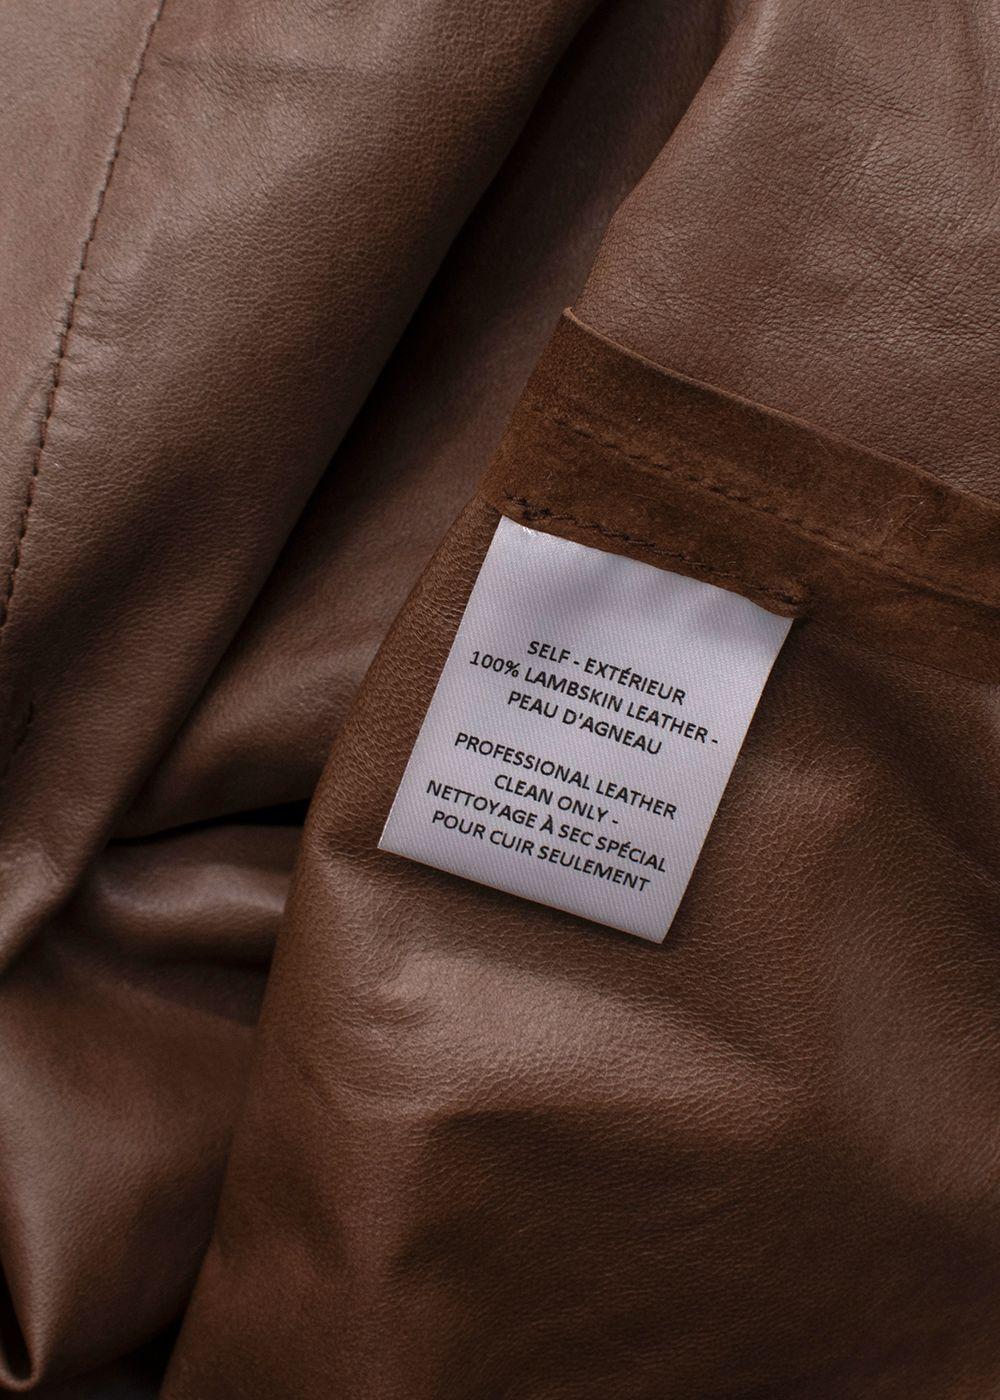 SELF - EXTÉRIEUR
100% LAMBSKIN LEATHER -
PEAU D'AGNEAU
PROFESSIONAL LEATHER
CLEAN ONLY -
NETTOYAGE À SEC SPÉCIAL
POUR CUIR SEULEMENT